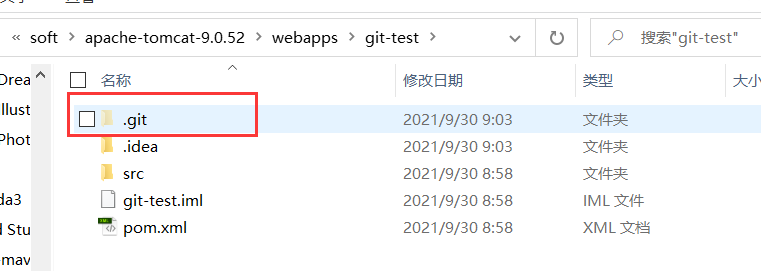 « soft › apache-tomcat-9.0.52 › webapps › git-test ›
搜索"git-test"
名称 修改日期 类型 大小
Drea
.git 2021/9/30 9:03 文件夹
Illust
.idea 2021/9/30 9:03 文件夹
Phot
src 2021/9/30 8:58 文件夹
da3
git-test.iml 2021/9/30 8:58 IML 文件
d Stu
pom.xml 2021/9/30 8:58 XML 文档
emav